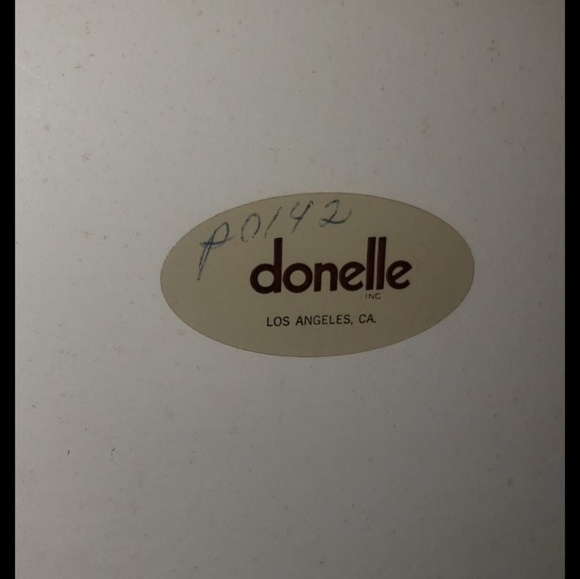 P0142
donelle
INC
LOS ANGELES, CA.